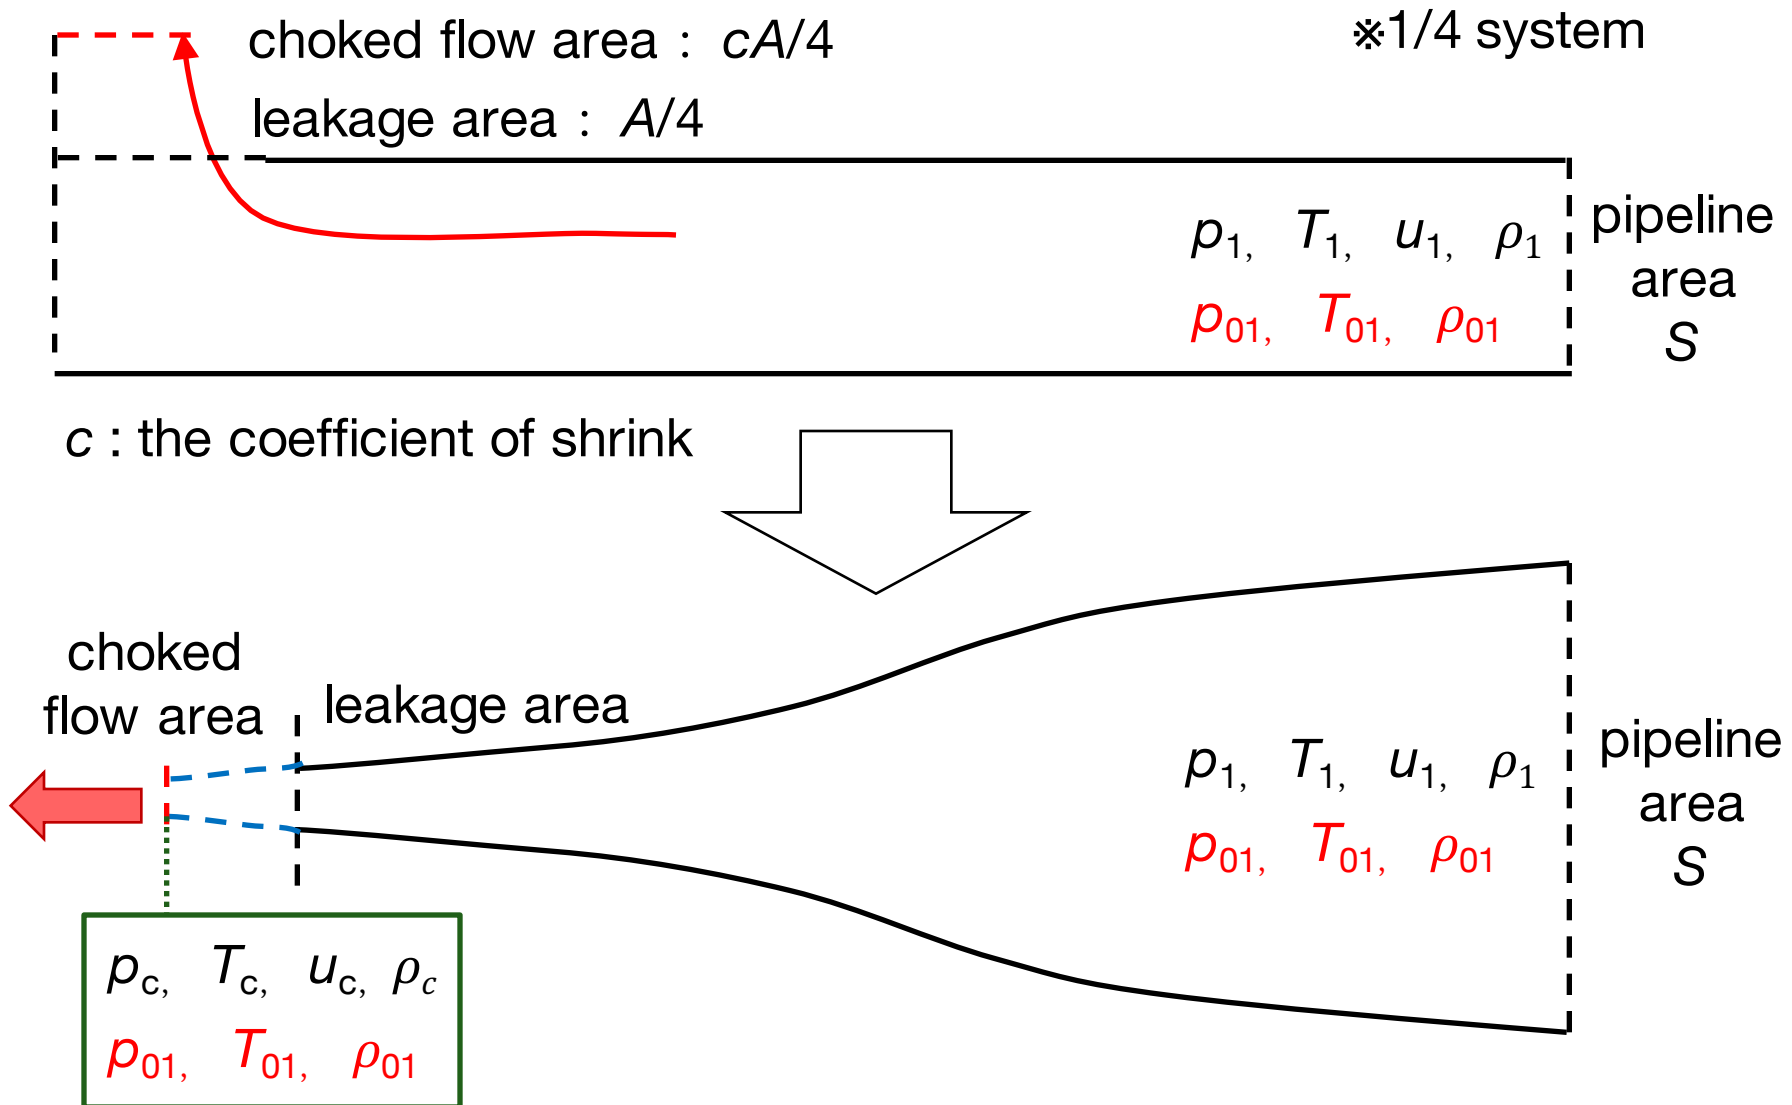 choked flow area : cA/4
※1/4 system
leakage area : A/4
p1, T1, u1, ρ1
p01, T01, ρ01
pipeline
area
S
c : the coefficient of shrink
choked
flow area
leakage area
p1, T1, u1, ρ1
p01, T01, ρ01
pipeline
area
S
pc, Tc, uc, ρc
p01, T01, ρ01